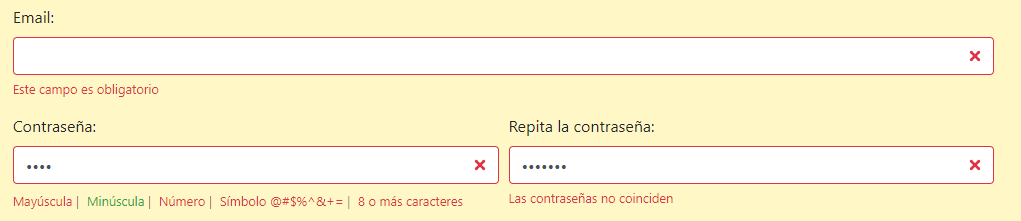 Email:
Este campo es obligatorio
Contraseña:
Repita la contraseña:
••••
•••••••
Mayúscula | Minúscula | Número | Símbolo @#$%^&+= | 8 o más caracteres
Las contraseñas no coinciden